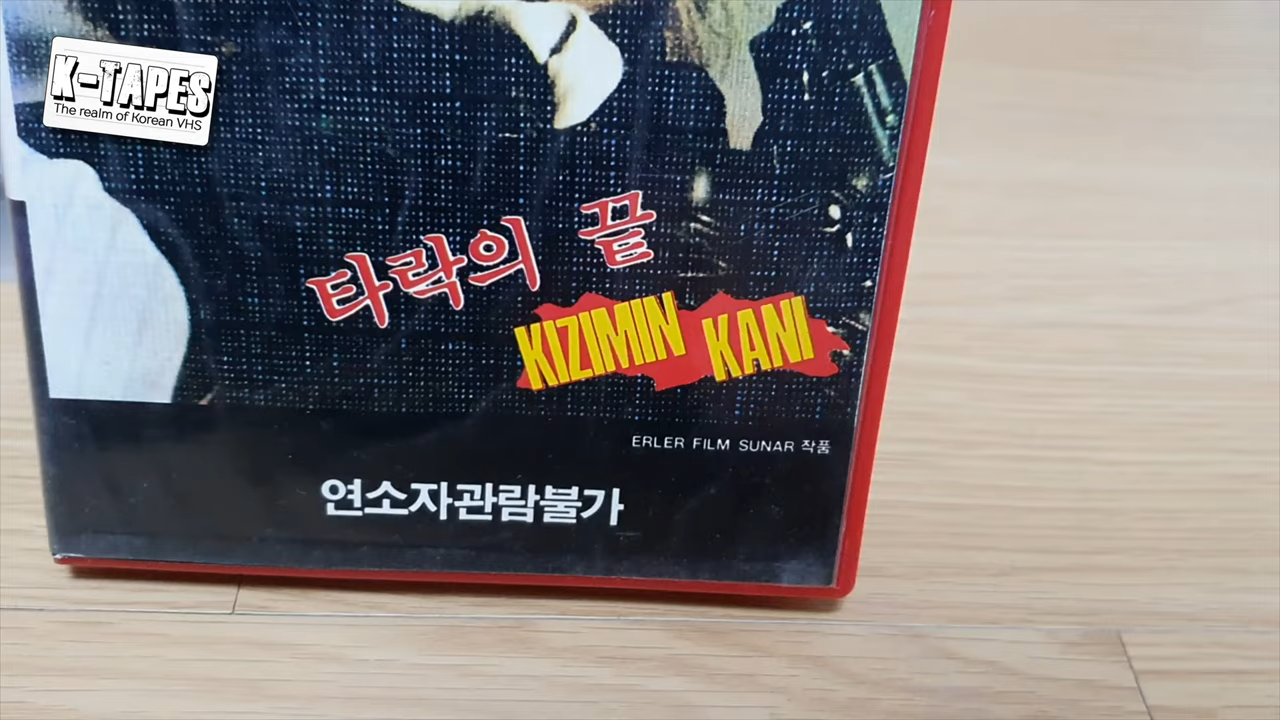 K-TAPES
The realm of Korean VHS
타락의 끝
KIZIMIN KANI
ERLER FILM SUNAR 작품
연소자관람불가